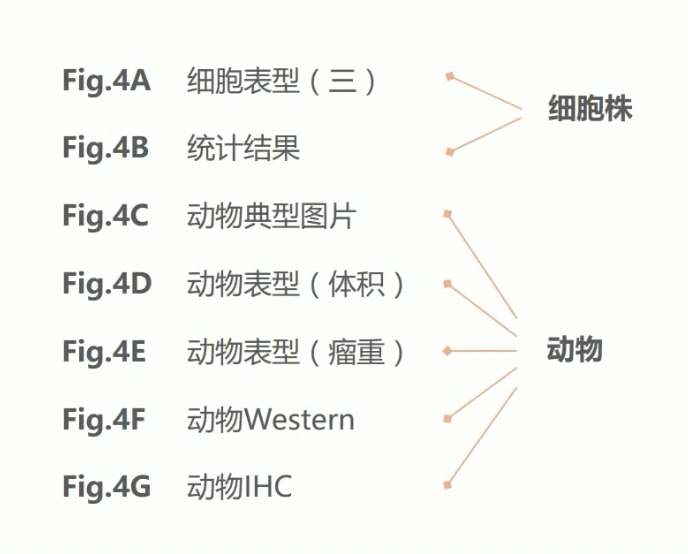 Fig.4A 细胞表型（三）
细胞株
Fig.4B 统计结果
Fig.4C 动物典型图片
Fig.4D 动物表型（体积）
Fig.4E 动物表型（瘤重）
动物
Fig.4F 动物Western
Fig.4G 动物IHC